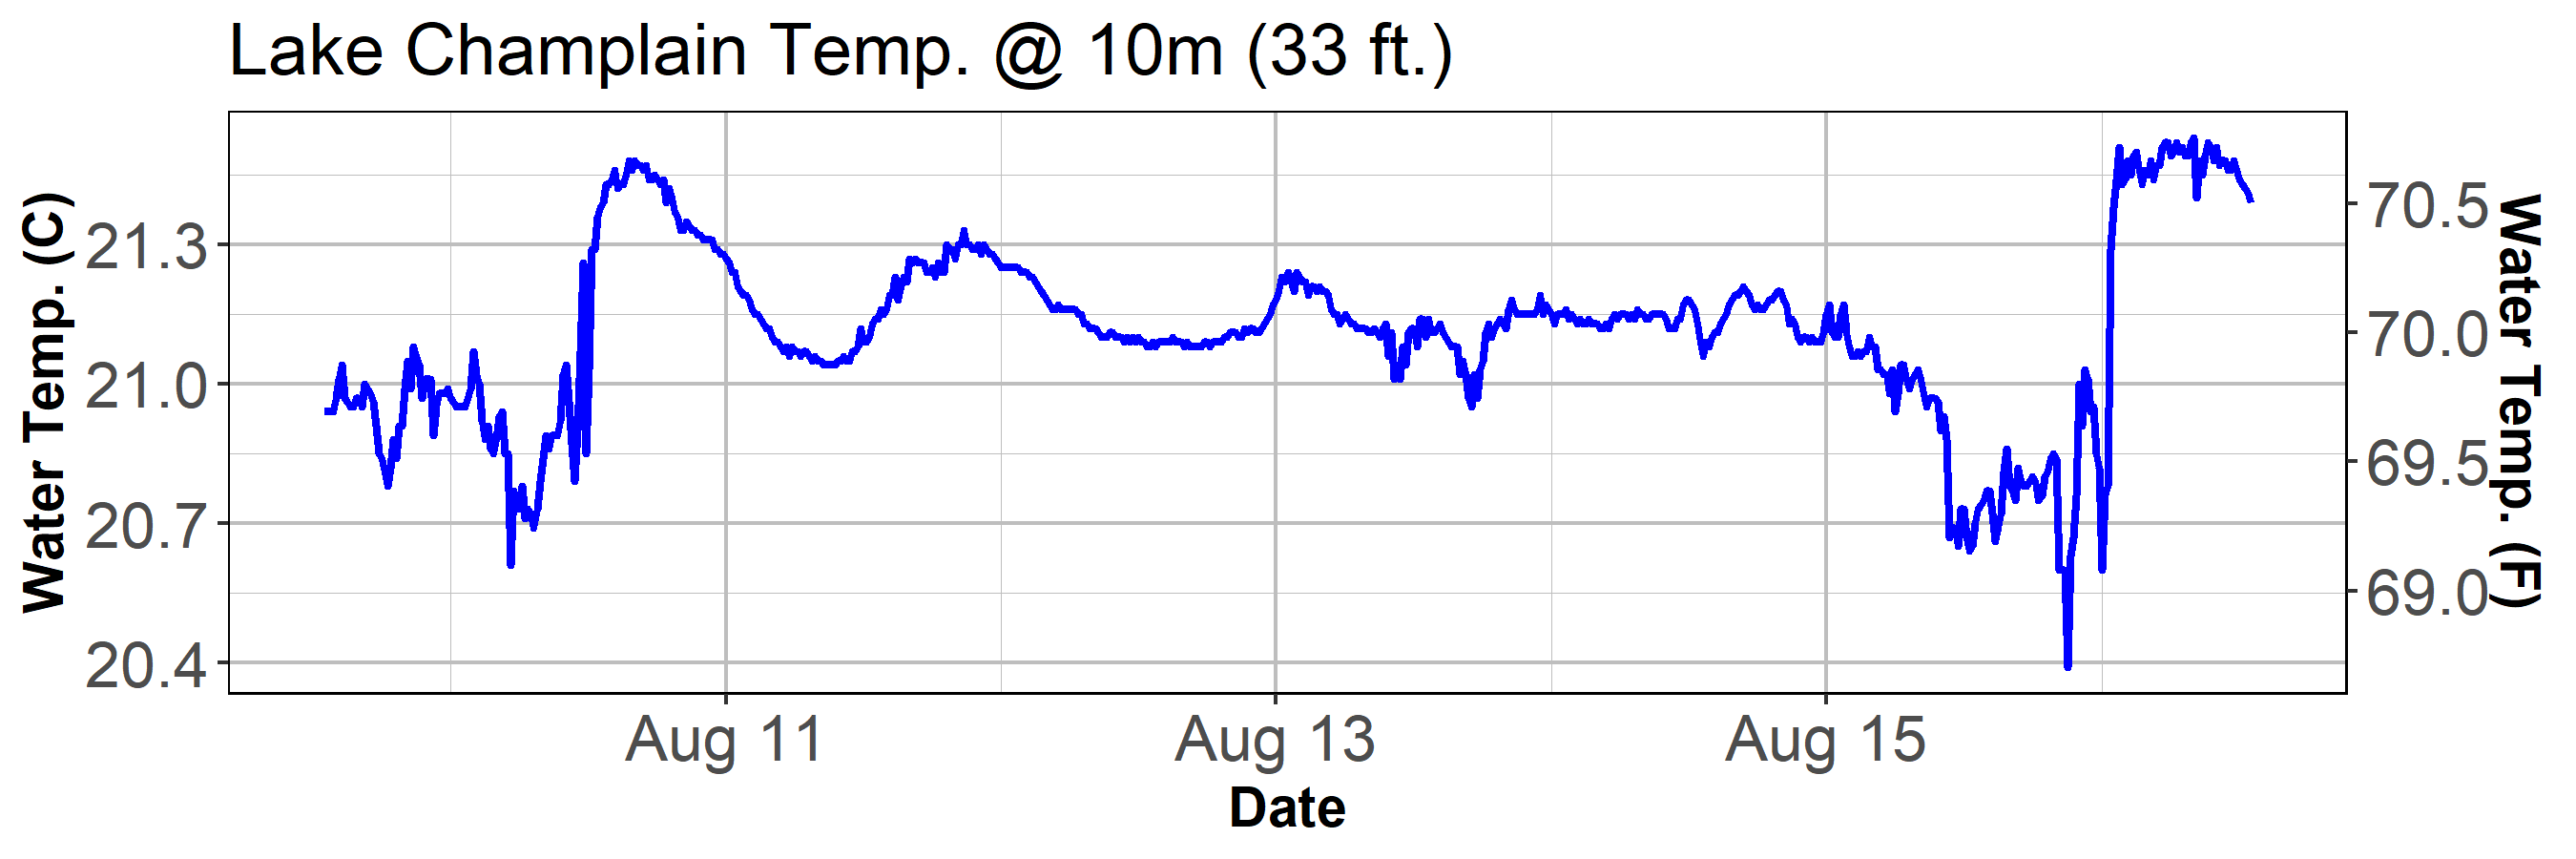 Lake Champlain Temp. @ 10m (33 ft.)
Water Temp. (C)
21.3
21.0
20.7
20.4
70.5
70.0
69.5
69.0
Water Temp. (F)
Aug 11 Aug 13 Aug 15
Date